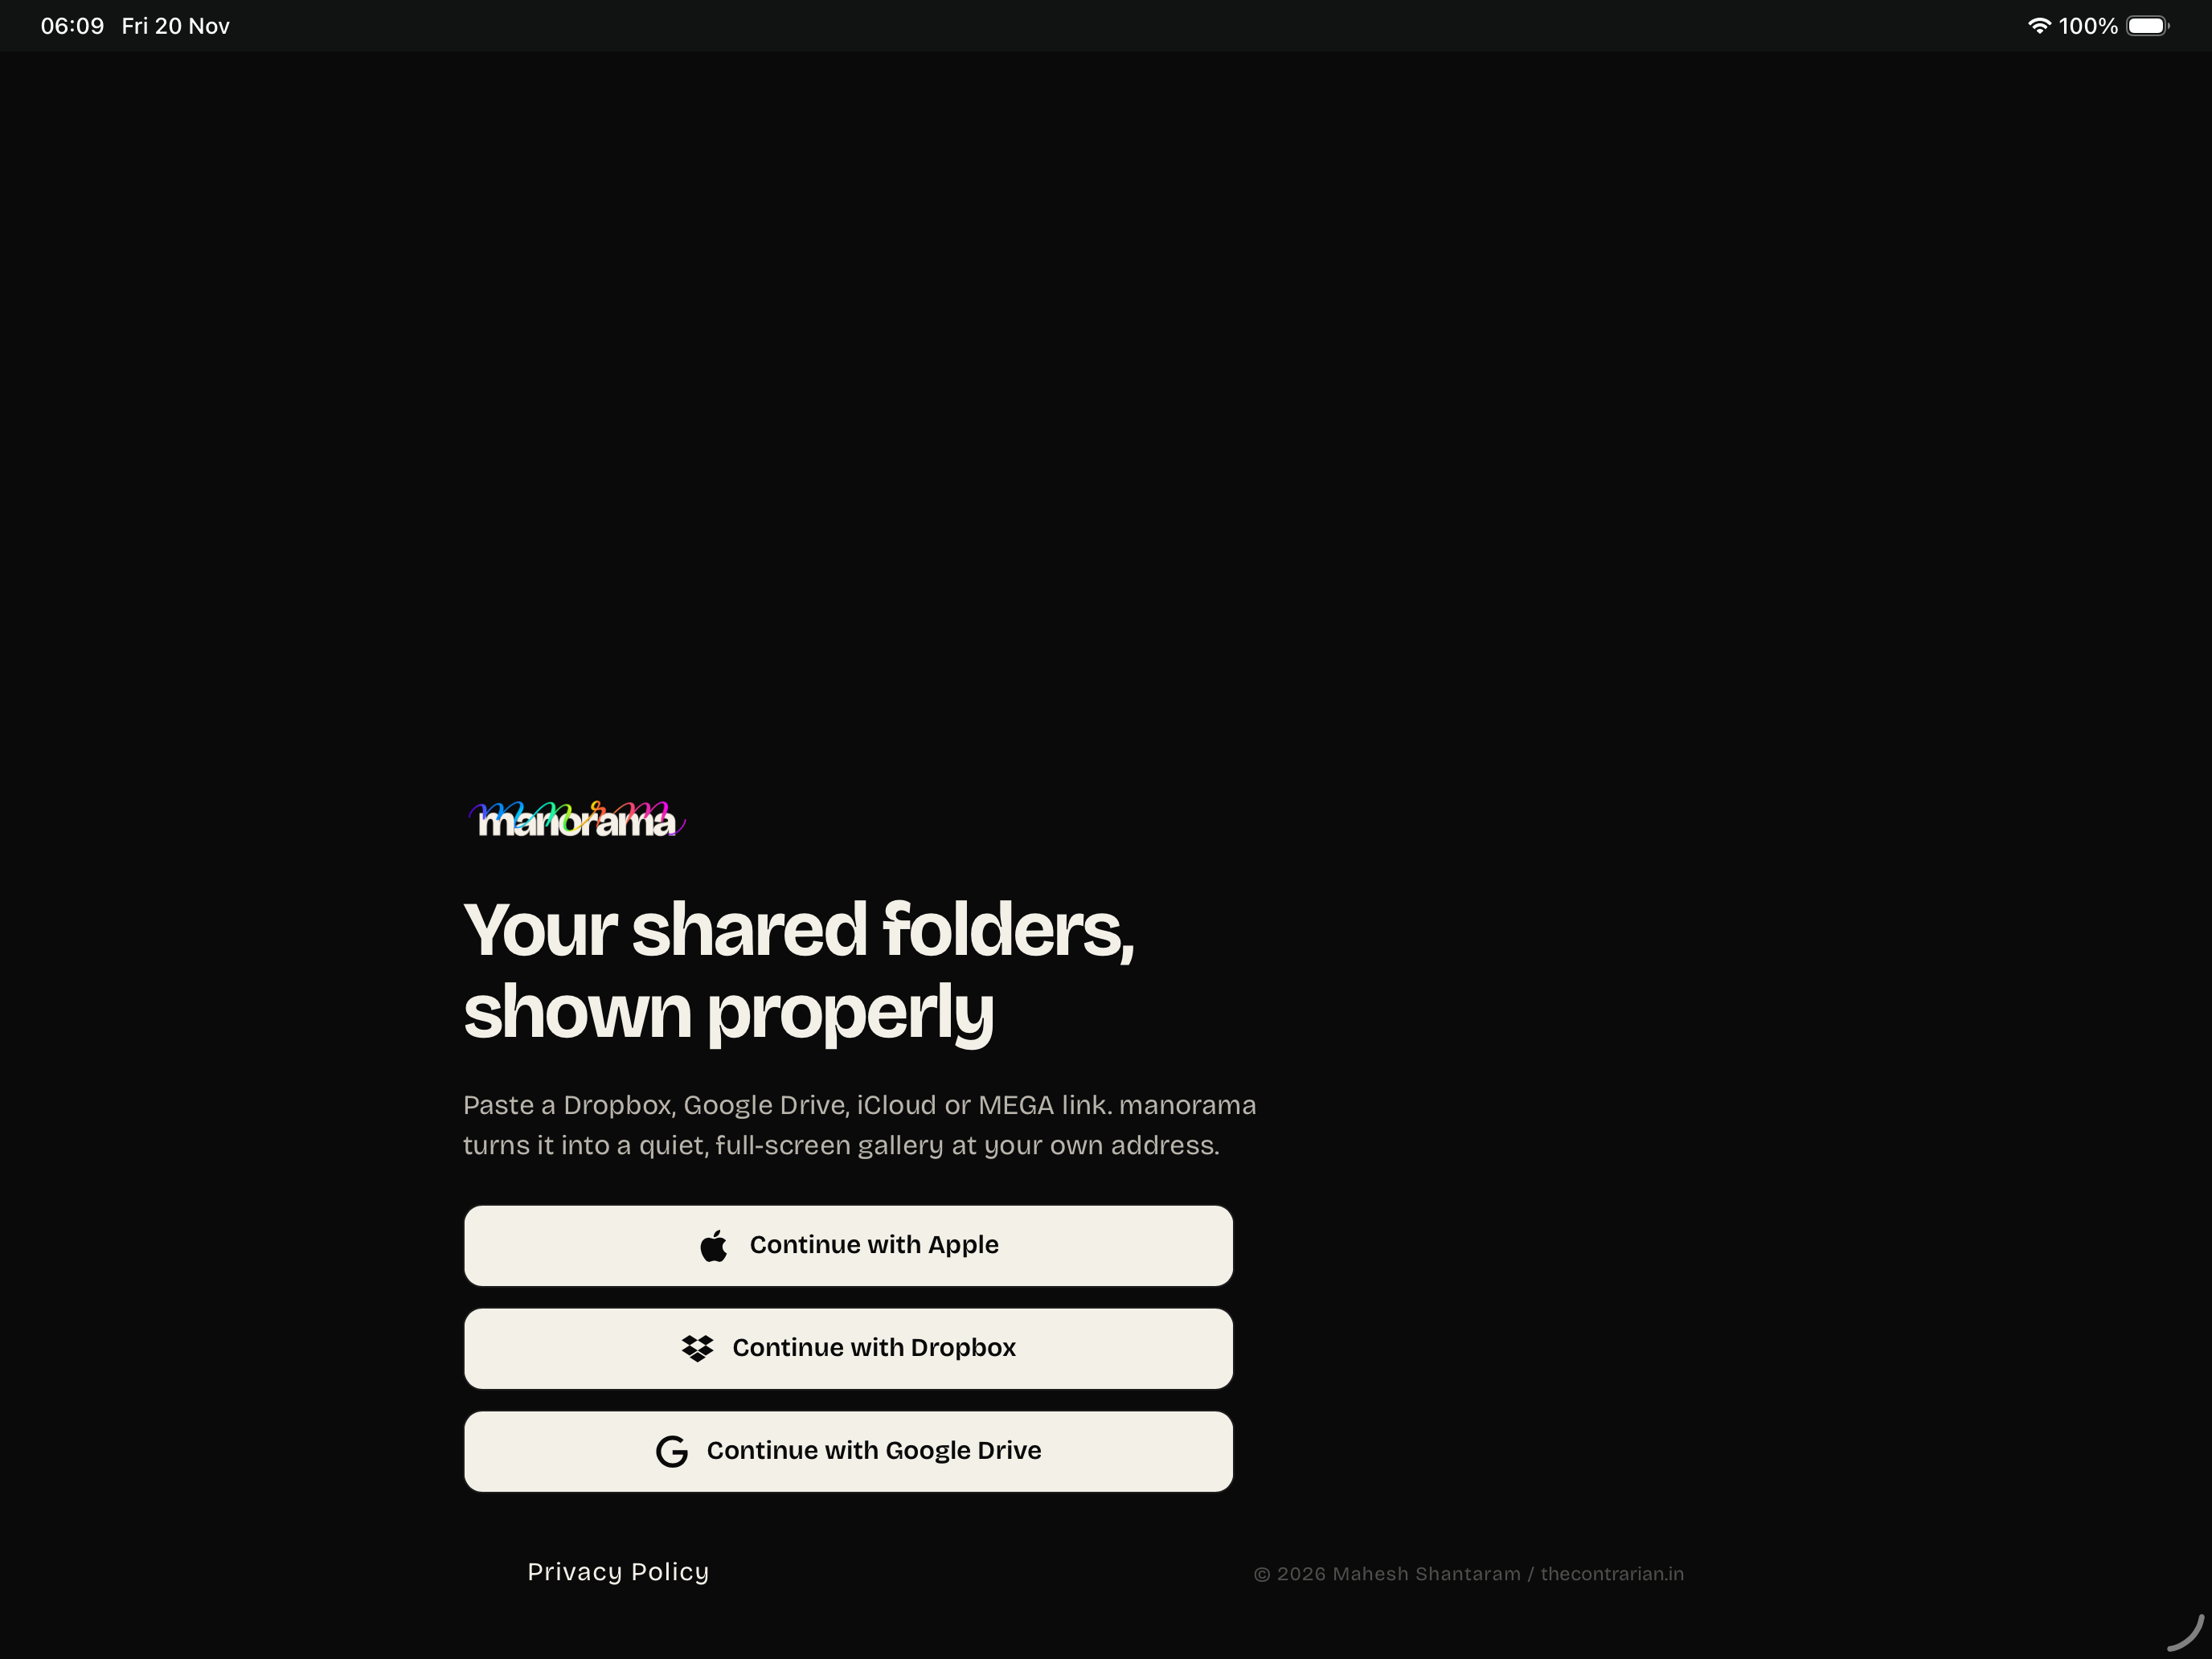 06:09 Fri 20 Nov
100%
manorama
Your shared folders,
shown properly
Paste a Dropbox, Google Drive, iCloud or MEGA link. manorama
turns it into a quiet, full-screen gallery at your own address.
Continue with Apple
Continue with Dropbox
Continue with Google Drive
Privacy Policy
© 2026 Mahesh Shantaram / thecontrarian.in